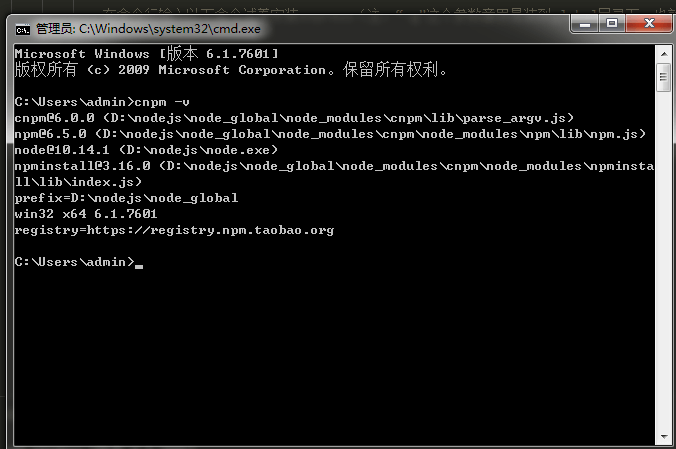 管理员: C:\Windows\system32\cmd.exe
Microsoft Windows [版本 6.1.7601]
版权所有 (c) 2009 Microsoft Corporation。保留所有权利。
C:\Users\admin>cnpm -v
cnpm@6.0.0 (D:\nodejs\node_global\node_modules\cnpm\lib\parse_argv.js)
npm@6.5.0 (D:\nodejs\node_global\node_modules\cnpm\node_modules\npm\lib\npm.js)
node@10.14.1 (D:\nodejs\node.exe)
npminstall@3.16.0 (D:\nodejs\node_global\node_modules\cnpm\node_modules\npminsta
ll\lib\index.js)
prefix=D:\nodejs\node_global
win32 x64 6.1.7601
registry=https://registry.npm.taobao.org
C:\Users\admin>